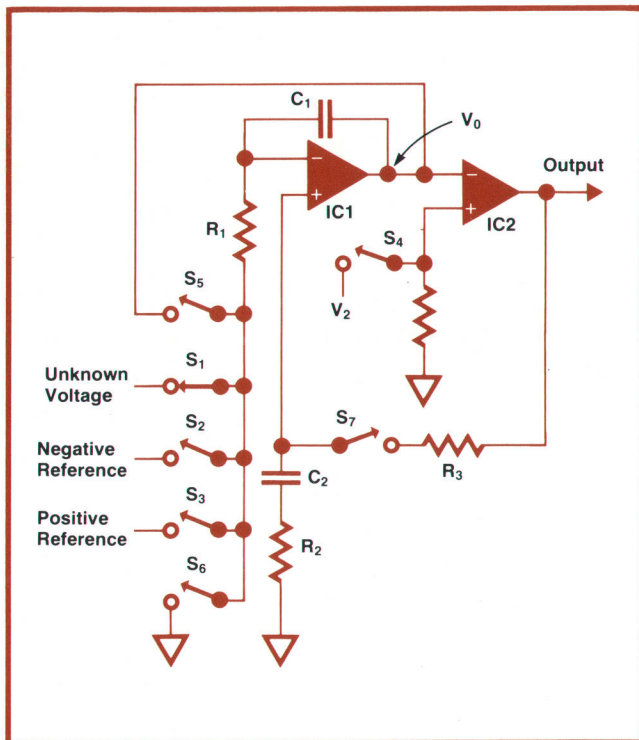 C1
V0
Output
−
+
IC1
−
+
IC2
R1
S4
V2
S5
Unknown
Voltage
S1
Negative
Reference
S2
S7
R3
C2
Positive
Reference
S3
R2
S6